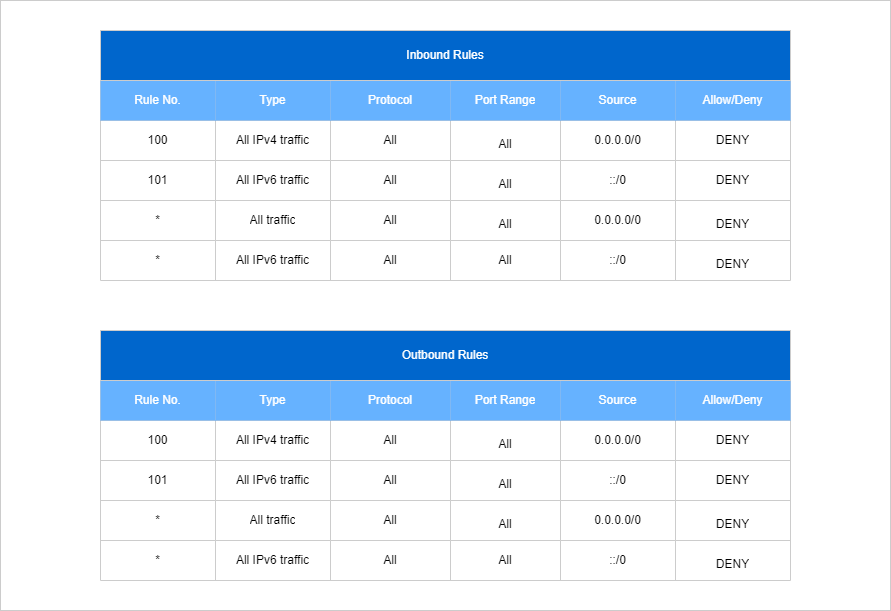 Inbound Rules
Rule No. Type Protocol Port Range Source Allow/Deny
100 All IPv4 traffic All All 0.0.0.0/0 DENY
101 All IPv6 traffic All All ::/0 DENY
* All traffic All All 0.0.0.0/0 DENY
* All IPv6 traffic All All ::/0 DENY
Outbound Rules
Rule No. Type Protocol Port Range Source Allow/Deny
100 All IPv4 traffic All All 0.0.0.0/0 DENY
101 All IPv6 traffic All All ::/0 DENY
* All traffic All All 0.0.0.0/0 DENY
* All IPv6 traffic All All ::/0 DENY